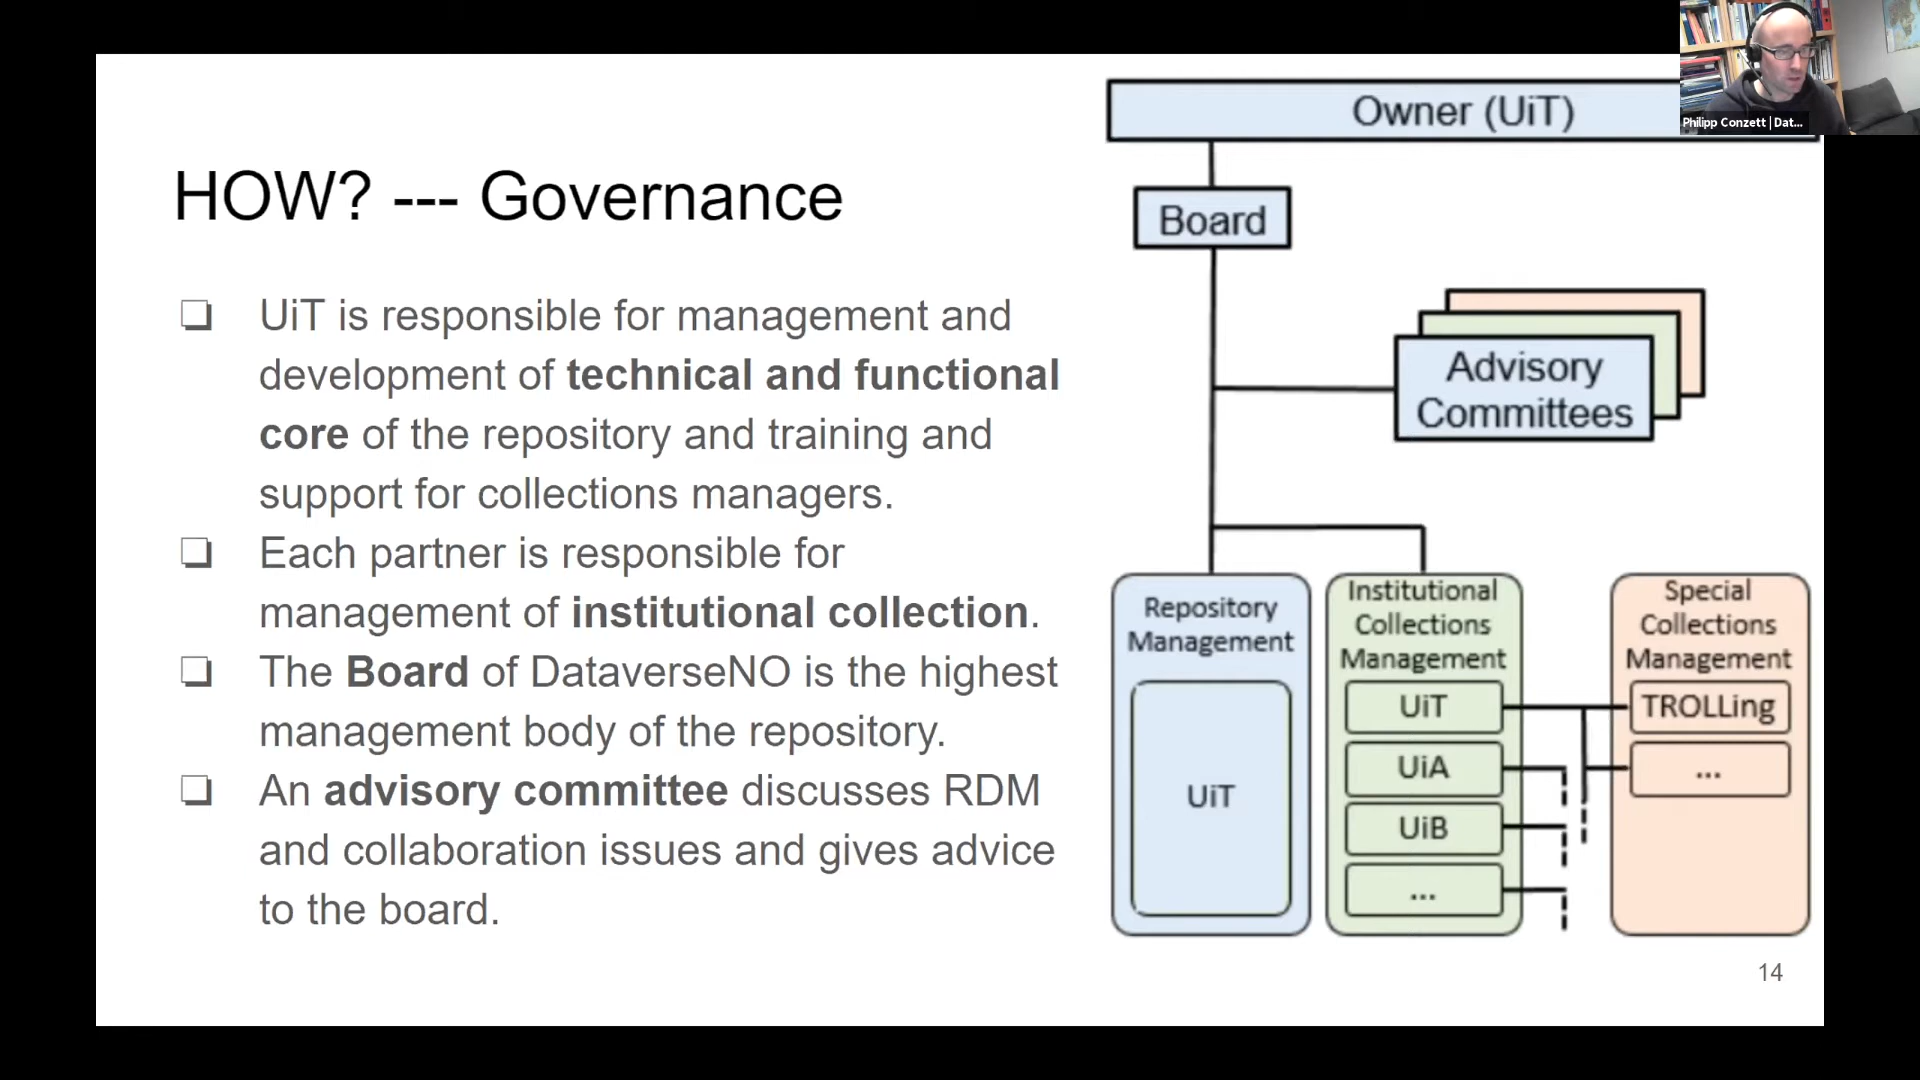 Philipp Conzett | Dat...
HOW? --- Governance
❏ UiT is responsible for management and
development of technical and functional
core of the repository and training and
support for collections managers.
❏ Each partner is responsible for
management of institutional collection.
❏ The Board of DataverseNO is the highest
management body of the repository.
❏ An advisory committee discusses RDM
and collaboration issues and gives advice
to the board.
Owner (UiT)
Board
Advisory
Committees
Repository
Management
UiT
Institutional
Collections
Management
UiT
UiA
UiB
...
Special
Collections
Management
TROLLing
...
14